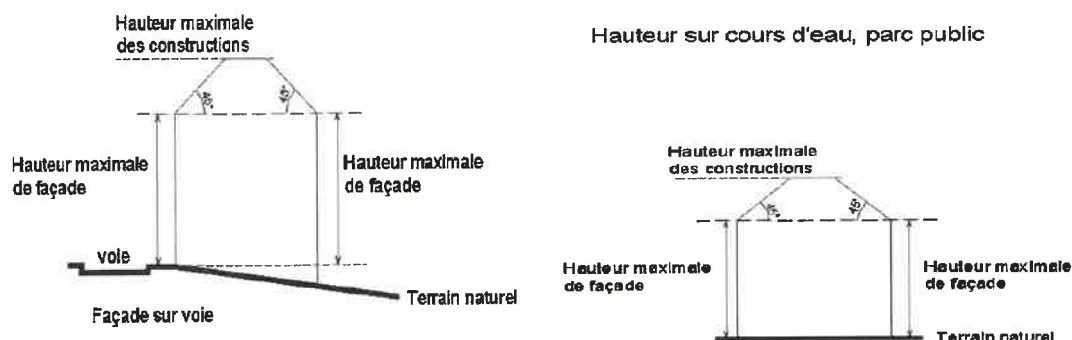 Hauteur maximale
des constructions
45°
45°
Hauteur maximale
de façade
Hauteur maximale
de façade
voie
Terrain naturel
Façade sur voie
Hauteur sur cours d'eau, parc public
Hauteur maximale
des constructions
45°
45°
Hauteur maximale
de façade
Hauteur maximale
de façade
Terrain naturel